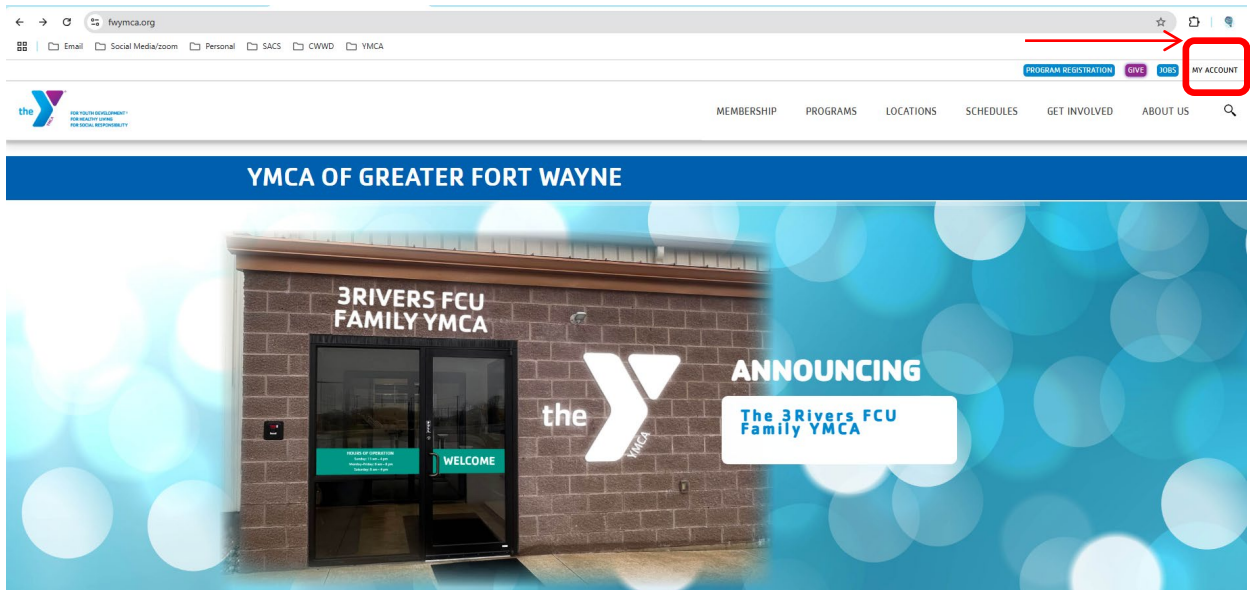 fwymca.org
Email Social Media/zoom Personal SACS CWWD YMCA
PROGRAM REGISTRATION GIVE JOBS MY ACCOUNT
the YMCA
FOR YOUTH DEVELOPMENT®
FOR HEALTHY LIVING
FOR SOCIAL RESPONSIBILITY
MEMBERSHIP PROGRAMS LOCATIONS SCHEDULES GET INVOLVED ABOUT US
YMCA OF GREATER FORT WAYNE
3RIVERS FCU
FAMILY YMCA
the YMCA
HOURS OF OPERATION
WELCOME
ANNOUNCING
The 3Rivers FCU
Family YMCA